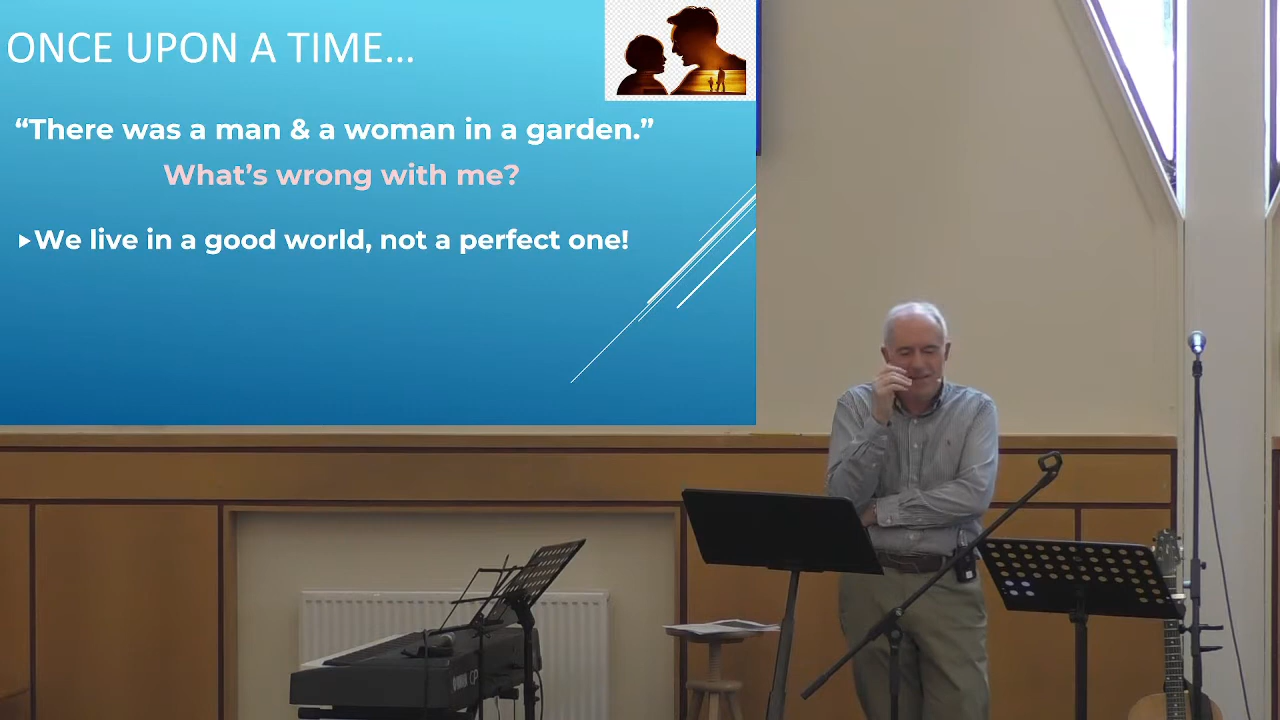 ONCE UPON A TIME...
“There was a man & a woman in a garden.”
What’s wrong with me?
We live in a good world, not a perfect one!